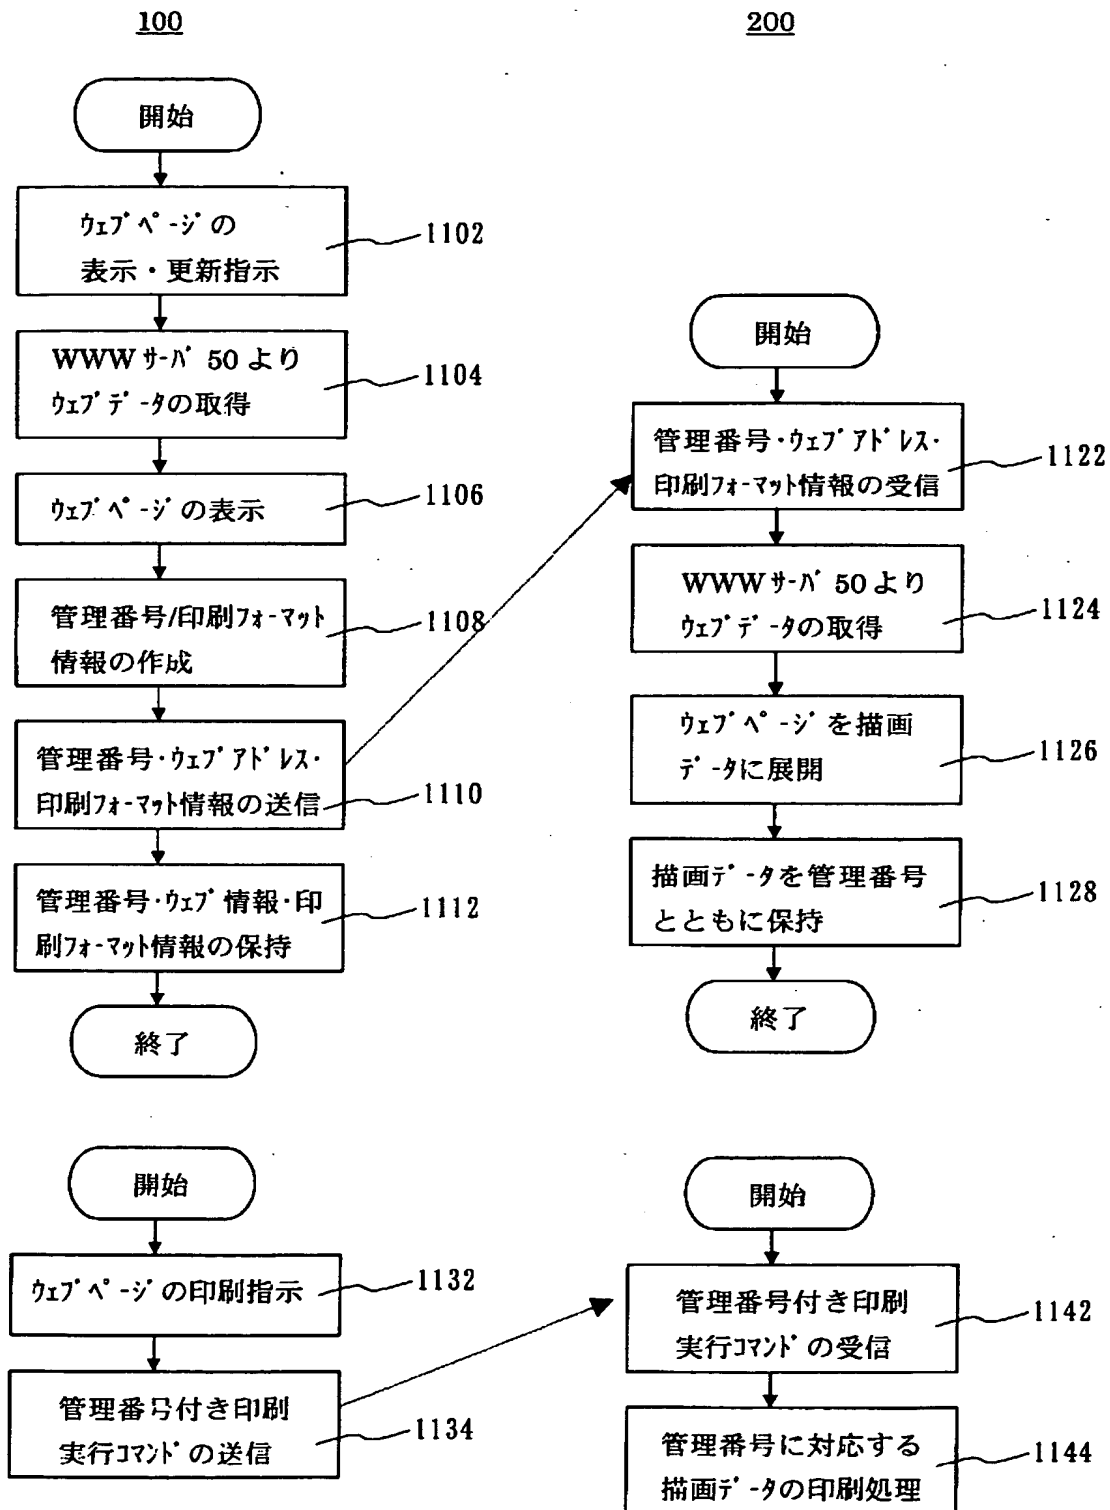 100
開始
ウェブページの
表示・更新指示
1102
WWWサーバ50より
ウェブデータの取得
1104
ウェブページの表示
1106
管理番号/印刷フォーマット
情報の作成
1108
管理番号・ウェブアドレス・
印刷フォーマット情報の送信
1110
管理番号・ウェブ情報・印
刷フォーマット情報の保持
1112
終了
200
開始
管理番号・ウェブアドレス・
印刷フォーマット情報の受信
1122
WWWサーバ50より
ウェブデータの取得
1124
ウェブページを描画
データに展開
1126
描画データを管理番号
とともに保持
1128
終了
開始
ウェブページの印刷指示
1132
管理番号付き印刷
実行コマンドの送信
1134
開始
管理番号付き印刷
実行コマンドの受信
1142
管理番号に対応する
描画データの印刷処理
1144